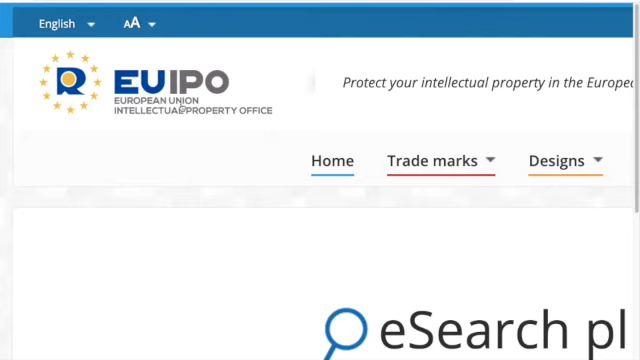 English AA
EUIPO
EUROPEAN UNION
INTELLECTUAL PROPERTY OFFICE
Protect your intellectual property in the Europe
Home Trade marks Designs
eSearch pl